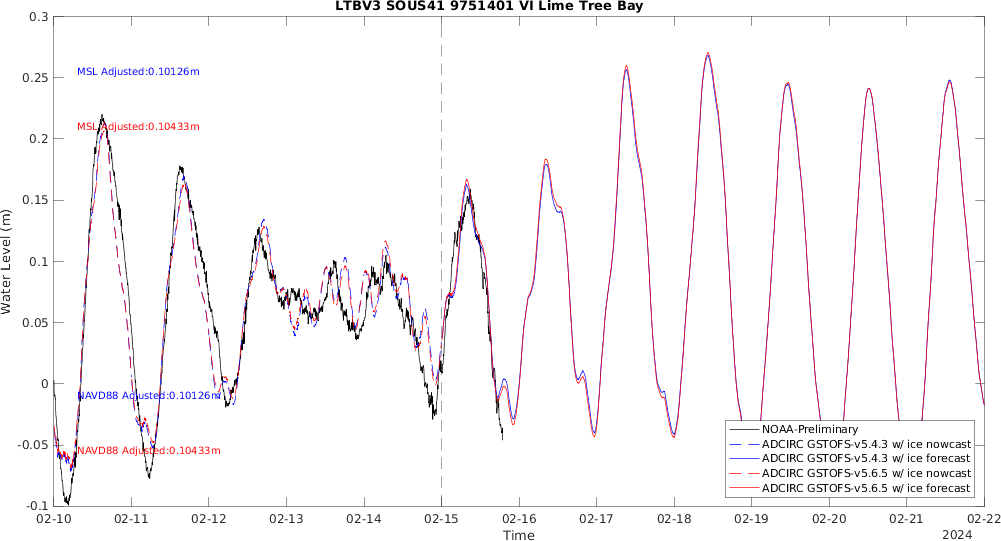 LTBV3 SOUS41 9751401 VI Lime Tree Bay
Water Level (m)
0.3
0.25
0.2
0.15
0.1
0.05
0
-0.05
-0.1
MSL Adjusted:0.10126m
MSL Adjusted:0.10433m
NAVD88 Adjusted:0.10126m
NAVD88 Adjusted:0.10433m
NOAA-Preliminary
ADCIRC GSTOFS-v5.4.3 w/ ice nowcast
ADCIRC GSTOFS-v5.4.3 w/ ice forecast
ADCIRC GSTOFS-v5.6.5 w/ ice nowcast
ADCIRC GSTOFS-v5.6.5 w/ ice forecast
02-10 02-11 02-12 02-13 02-14 02-15 02-16 02-17 02-18 02-19 02-20 02-21 02-22
Time
2024